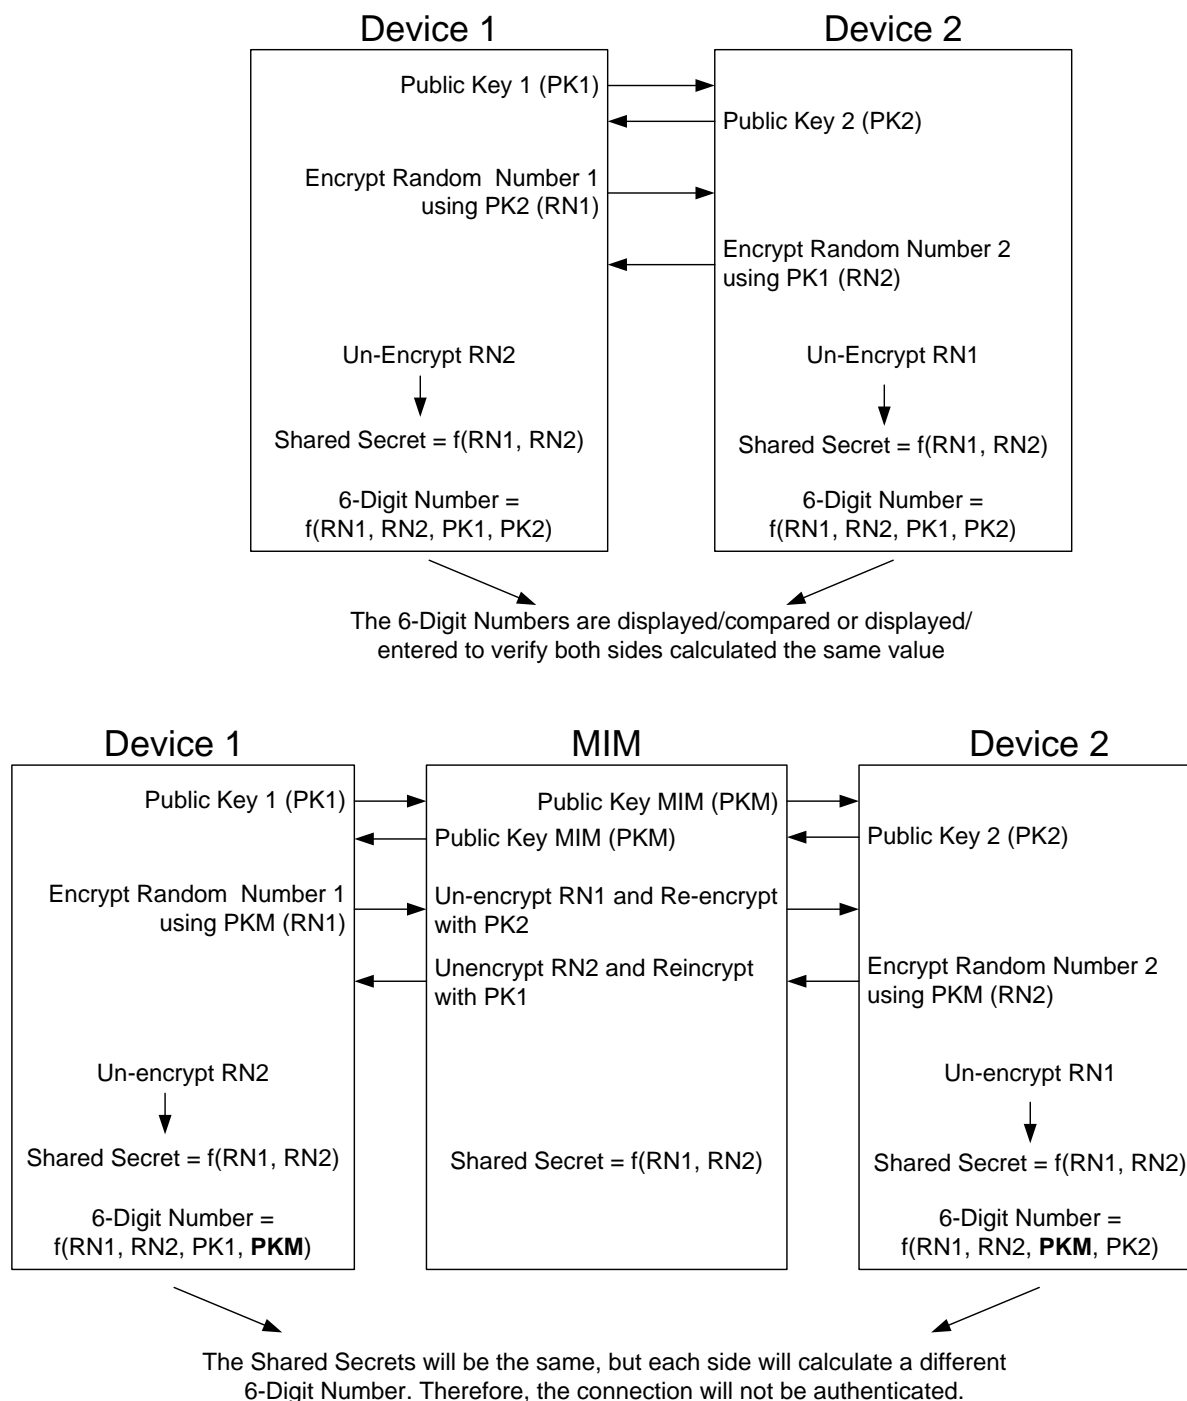 Device 1
Device 2
Public Key 1 (PK1)
Public Key 2 (PK2)
Encrypt Random Number 1
using PK2 (RN1)
Encrypt Random Number 2
using PK1 (RN2)
Un-Encrypt RN2
Un-Encrypt RN1
Shared Secret = f(RN1, RN2)
Shared Secret = f(RN1, RN2)
6-Digit Number =
f(RN1, RN2, PK1, PK2)
6-Digit Number =
f(RN1, RN2, PK1, PK2)
The 6-Digit Numbers are displayed/compared or displayed/
entered to verify both sides calculated the same value
Device 1
MIM
Device 2
Public Key 1 (PK1)
Public Key MIM (PKM)
Public Key MIM (PKM)
Public Key 2 (PK2)
Encrypt Random Number 1
using PKM (RN1)
Un-encrypt RN1 and Re-encrypt
with PK2
Unencrypt RN2 and Reincrypt
with PK1
Encrypt Random Number 2
using PKM (RN2)
Un-encrypt RN2
Un-encrypt RN1
Shared Secret = f(RN1, RN2)
Shared Secret = f(RN1, RN2)
Shared Secret = f(RN1, RN2)
6-Digit Number =
f(RN1, RN2, PK1, PKM)
6-Digit Number =
f(RN1, RN2, PKM, PK2)
The Shared Secrets will be the same, but each side will calculate a different
6-Digit Number. Therefore, the connection will not be authenticated.